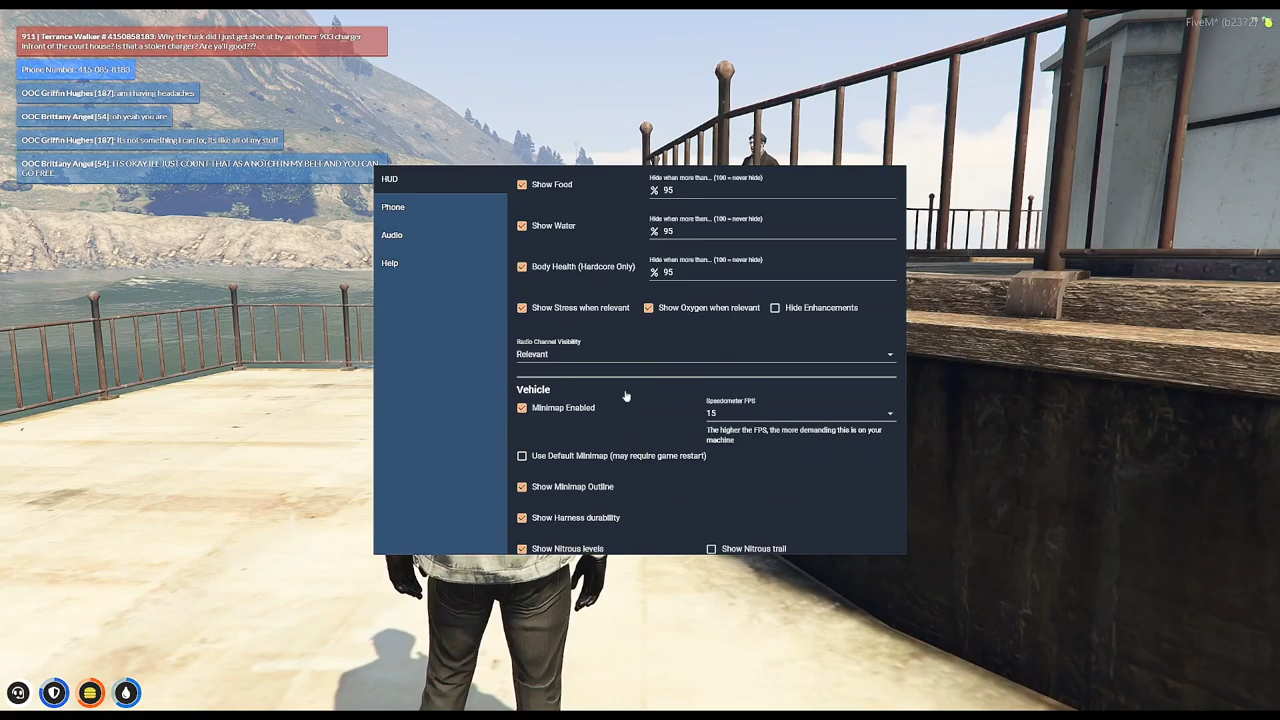 FiveM* (b2372)
911 | Terrance Walker # 4150858183: Why the fuck did I just get shot at by an officer 903 charger
infront of the court house? Is that a stolen charger? Are ya'll good???
Phone Number: 415-085-8183
OOC Griffin Hughes [187]: am i having headaches
OOC Brittany Angel [54]: oh yeah you are
OOC Griffin Hughes [187]: Its not something I can fix, its like all of my stuff
OOC Brittany Angel [54]: ITS OKAY ILL JUST COUNT THAT AS A NOTCH IN MY BELT AND YOU CAN
GO FREE
HUD
Phone
Audio
Help
Show Food
Hide when more than... (100 = never hide)
% 95
Show Water
Hide when more than... (100 = never hide)
% 95
Body Health (Hardcore Only)
Hide when more than... (100 = never hide)
% 95
Show Stress when relevant
Show Oxygen when relevant
Hide Enhancements
Radio Channel Visibility
Relevant
Vehicle
Minimap Enabled
Speedometer FPS
15
The higher the FPS, the more demanding this is on your
machine
Use Default Minimap (may require game restart)
Show Minimap Outline
Show Harness durability
Show Nitrous levels
Show Nitrous trail